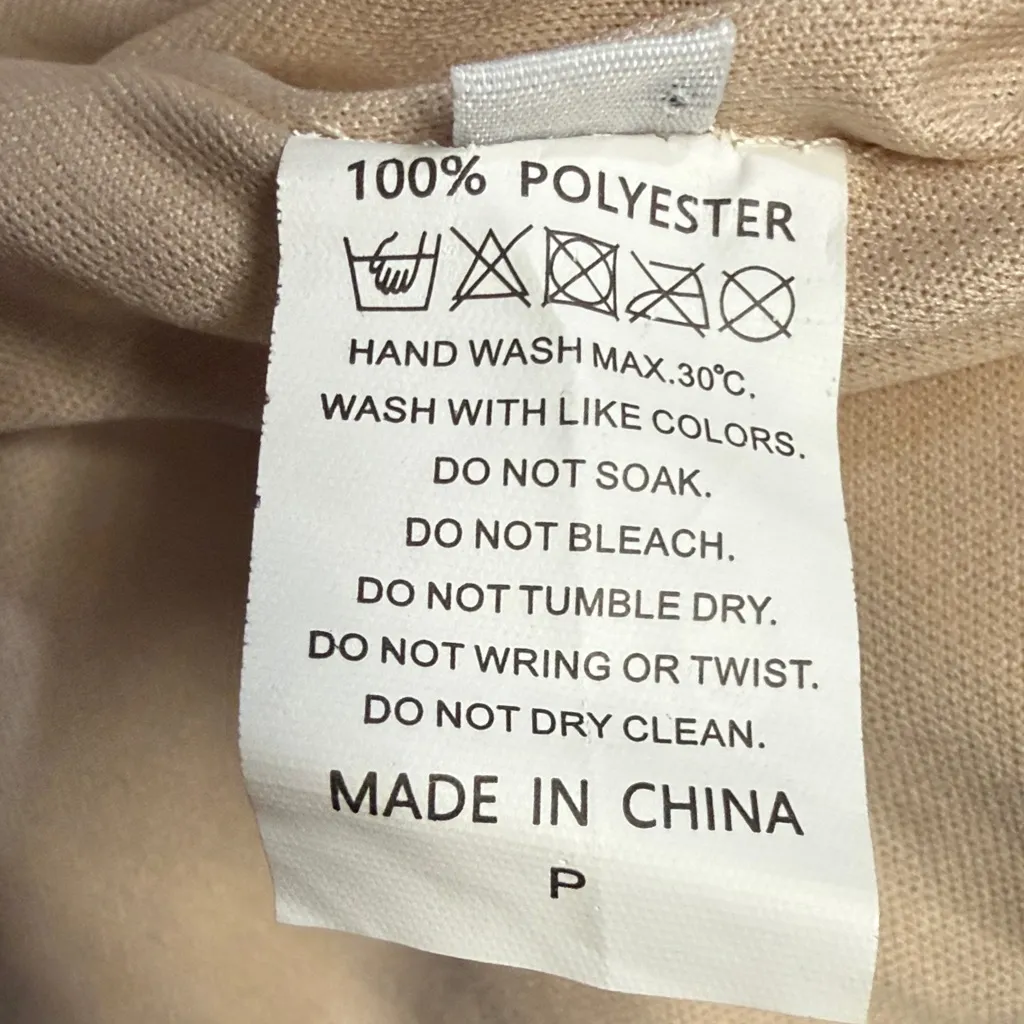 100% POLYESTER
HAND WASH MAX.30℃.
WASH WITH LIKE COLORS.
DO NOT SOAK.
DO NOT BLEACH.
DO NOT TUMBLE DRY.
DO NOT WRING OR TWIST.
DO NOT DRY CLEAN.
MADE IN CHINA
P